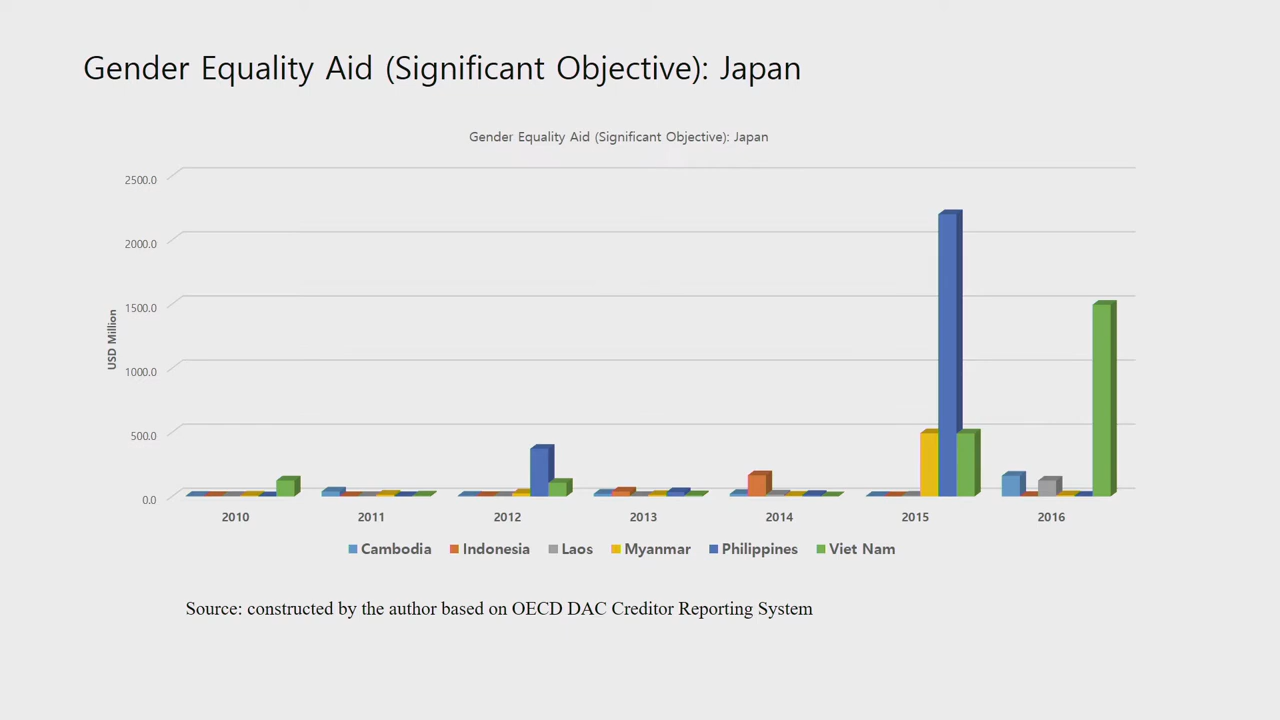 Gender Equality Aid (Significant Objective): Japan
Gender Equality Aid (Significant Objective): Japan
2500.0
2000.0
1500.0
1000.0
500.0
0.0
USD Million
2010 2011 2012 2013 2014 2015 2016
Cambodia Indonesia Laos Myanmar Philippines Viet Nam
Source: constructed by the author based on OECD DAC Creditor Reporting System